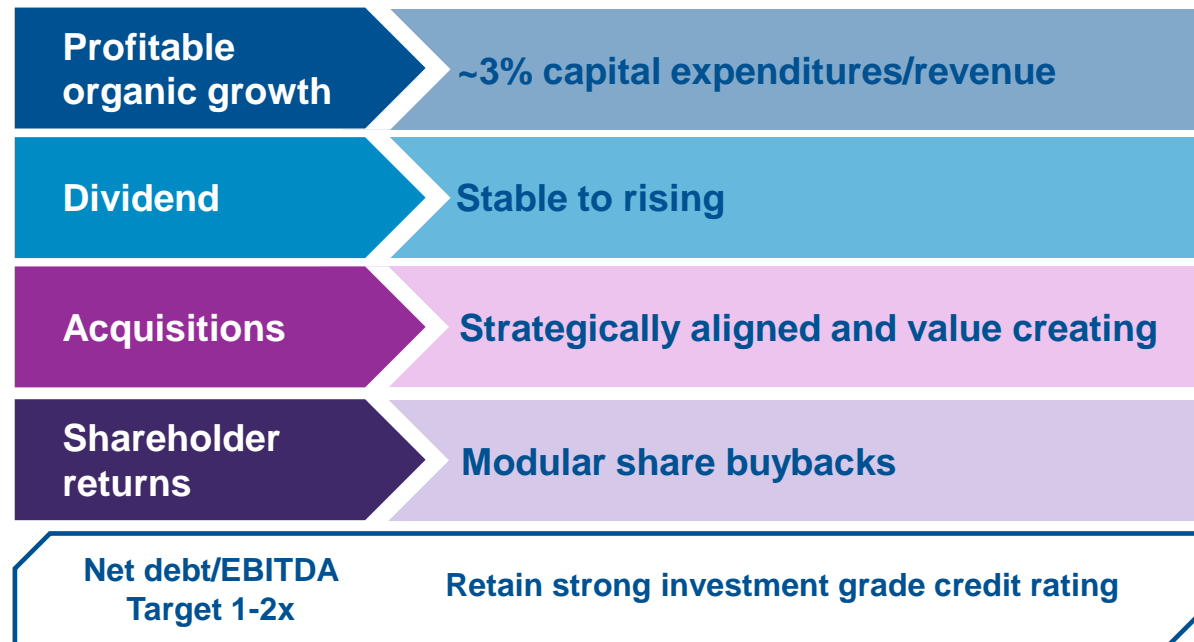 Profitable
organic growth
~3% capital expenditures/revenue
Dividend
Stable to rising
Acquisitions
Strategically aligned and value creating
Shareholder
returns
Modular share buybacks
Net debt/EBITDA
Target 1-2x
Retain strong investment grade credit rating